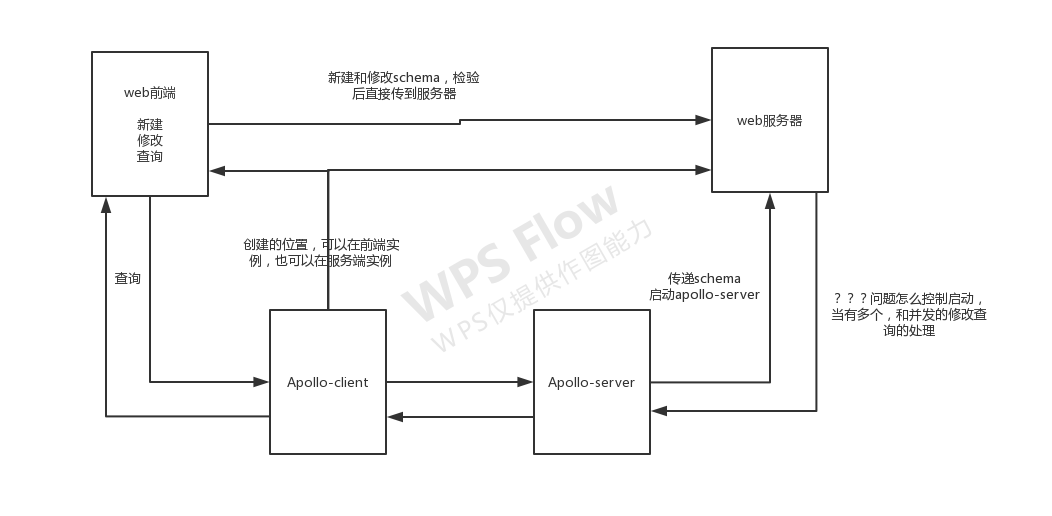 web前端
新建
修改
查询
新建和修改schema，检验
后直接传到服务器
web服务器
创建的位置，可以在前端实
例，也可以在服务端实例
查询
传递schema
启动apollo-server
？？？问题怎么控制启动，
当有多个，和并发的修改查
询的处理
Apollo-client
Apollo-server
WPS Flow
WPS仅提供作图能力